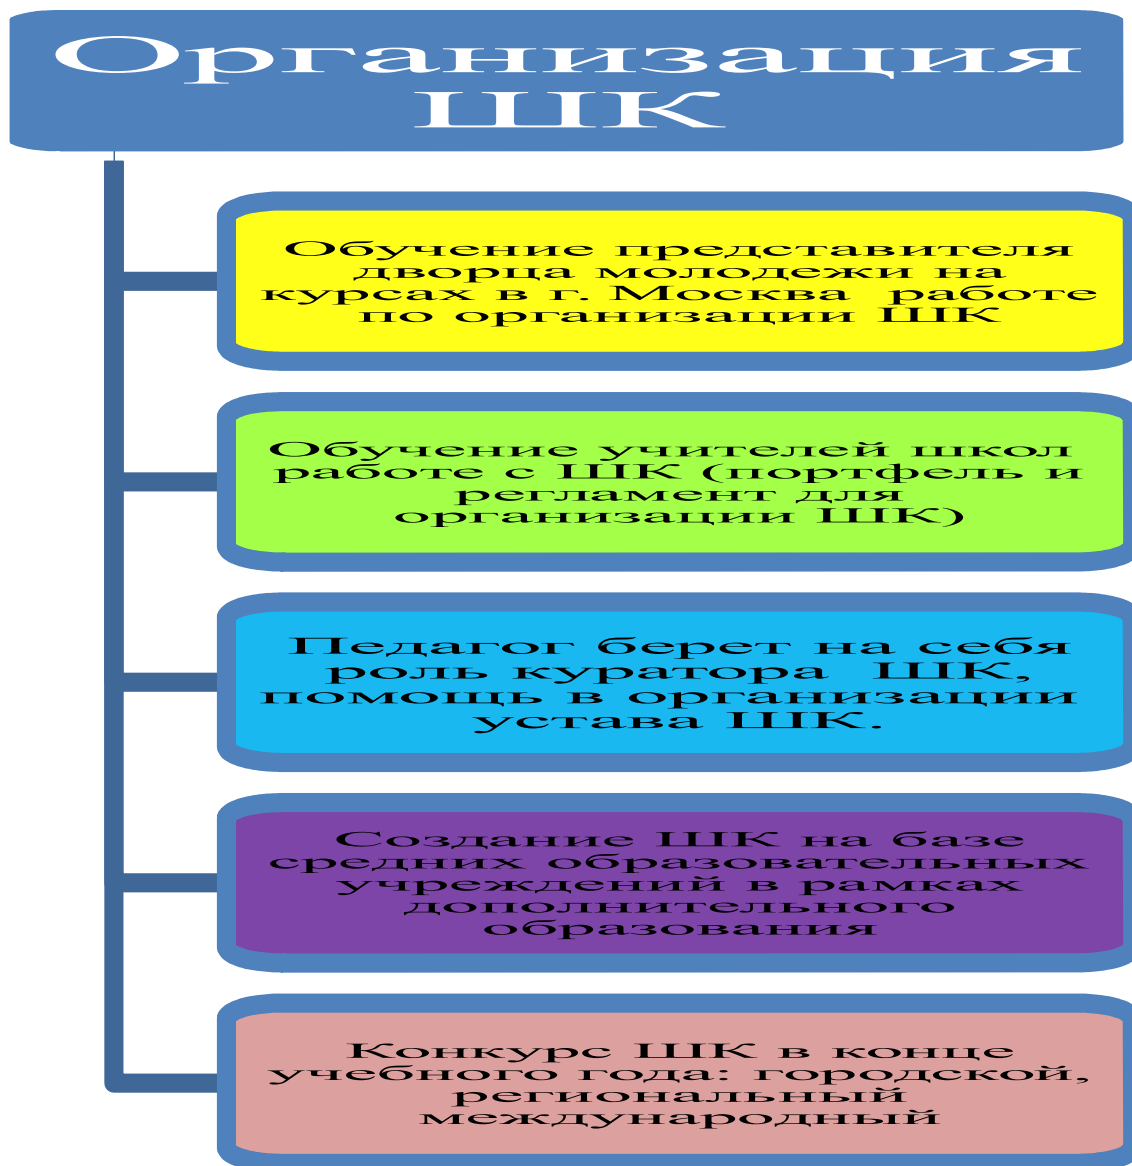 Организация
ШК
Обучение представителя
дворца молодежи на
курсах в г. Москва  работе
по организации ШК
Обучение учителей школ
работе с ШК (портфель и
регламент для
организации ШК)
Педагог берет на себя
роль куратора  ШК,
помощь в организации
устава ШК.
Создание ШК на базе
средних образовательных
учреждений в рамках
дополнительного
образования
Конкурс ШК в конце
учебного года: городской,
региональный
международный